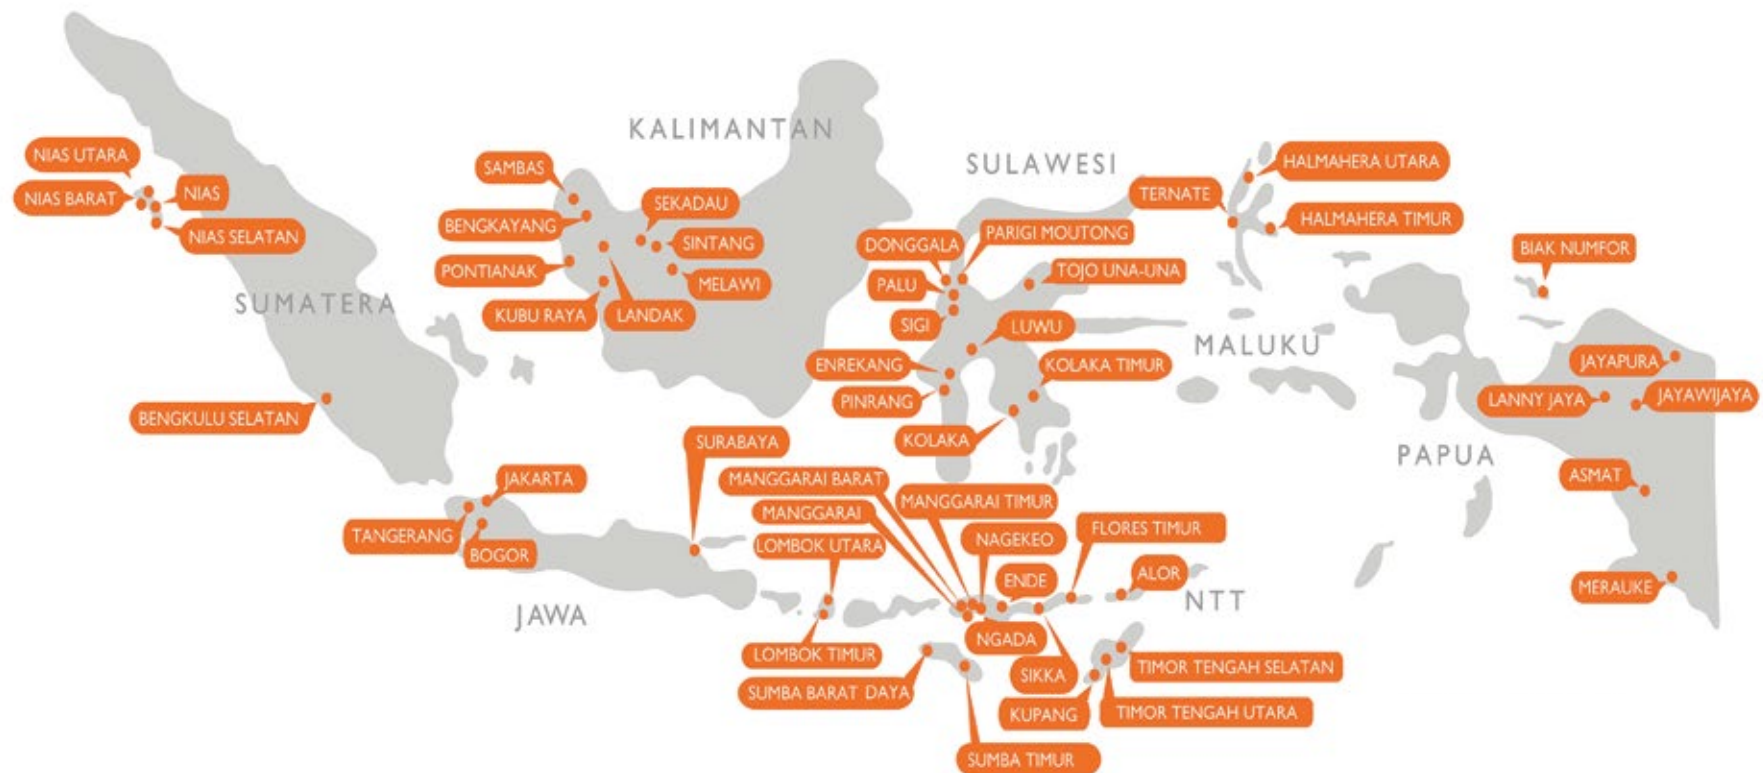 KALIMANTAN
SULAWESI
NIAS UTARA
NIAS BARAT
NIAS
NIAS SELATAN
SUMATERA
BENGKULU SELATAN
SAMBAS
BENGKAYANG
SEKADAU
SINTANG
PONTIANAK
MELAWI
KUBU RAYA
LANDAK
DONGGALA
PARIGI MOUTONG
PALU
TOJO UNA-UNA
SIGI
LUWU
ENREKANG
KOLAKA TIMUR
PINRANG
KOLAKA
TERNATE
HALMAHERA UTARA
HALMAHERA TIMUR
MALUKU
BIAK NUMFOR
JAYAPURA
LANNY JAYA
JAYAWIJAYA
PAPUA
ASMAT
MERAUKE
JAKARTA
TANGERANG
BOGOR
JAWA
SURABAYA
MANGGARAI BARAT
MANGGARAI TIMUR
MANGGARAI
LOMBOK UTARA
NAGEKEO
FLORES TIMUR
ENDE
ALOR
NTT
NGADA
LOMBOK TIMUR
SIKKA
TIMOR TENGAH SELATAN
SUMBA BARAT DAYA
KUPANG
TIMOR TENGAH UTARA
SUMBA TIMUR